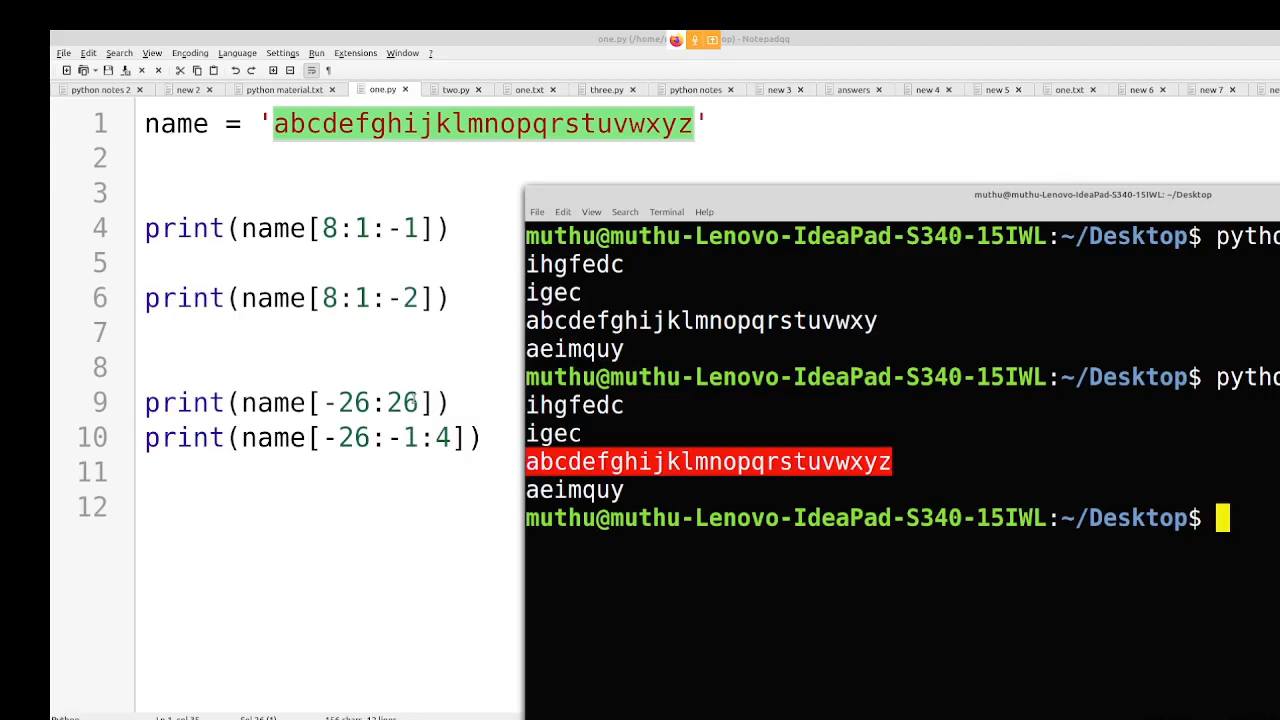 one.py (/home/ op) - Notepadqq
File Edit Search View Encoding Language Settings Run Extensions Window ?
python notes 2 new 2 python material.txt one.py two.py one.txt three.py python notes new 3 answers new 4 new 5 one.txt new 6 new 7
1 name = 'abcdefghijklmnopqrstuvwxyz'
2
3
4 print(name[8:1:-1])
5
6 print(name[8:1:-2])
7
8
9 print(name[-26:26])
10 print(name[-26:-1:4])
11
12
muthu@muthu-Lenovo-IdeaPad-S340-15IWL: ~/Desktop
File Edit View Search Terminal Help
muthu@muthu-Lenovo-IdeaPad-S340-15IWL:~/Desktop$ pytho
ihgfedc
igec
abcdefghijklmnopqrstuvwxy
aeimquy
muthu@muthu-Lenovo-IdeaPad-S340-15IWL:~/Desktop$ pytho
ihgfedc
igec
abcdefghijklmnopqrstuvwxyz
aeimquy
muthu@muthu-Lenovo-IdeaPad-S340-15IWL:~/Desktop$